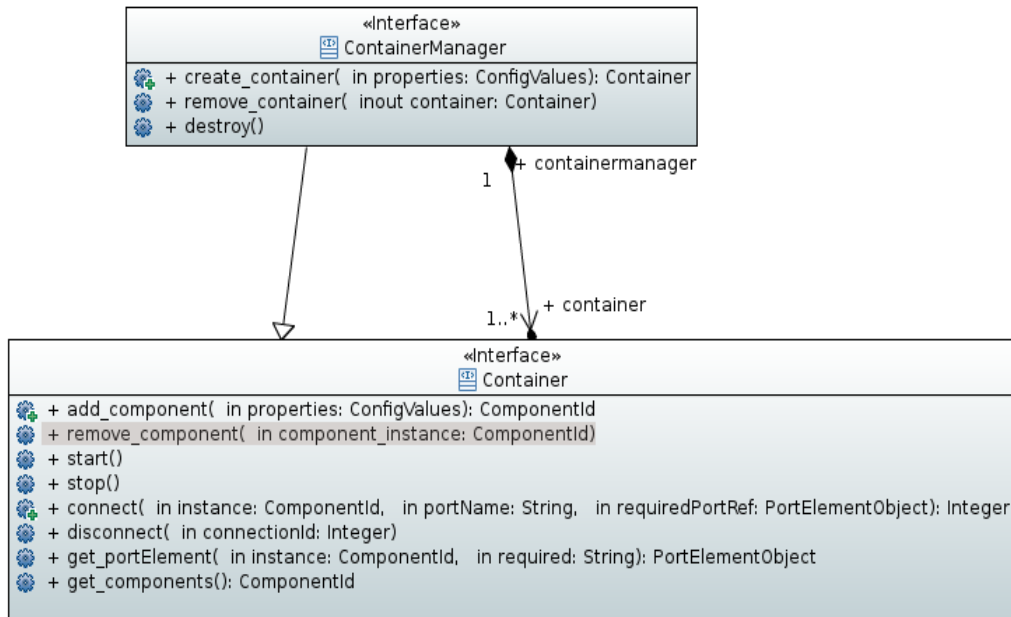 «Interface»
ContainerManager
+ create_container(  in properties: ConfigValues): Container
+ remove_container(  inout container: Container)
+ destroy()
+ containermanager
1
+ container
1..*
«Interface»
Container
+ add_component(  in properties: ConfigValues): ComponentId
+ remove_component(  in component_instance: ComponentId)
+ start()
+ stop()
+ connect(  in instance: ComponentId,   in portName: String,   in requiredPortRef: PortElementObject): Integer
+ disconnect(  in connectionId: Integer)
+ get_portElement(  in instance: ComponentId,   in required: String): PortElementObject
+ get_components(): ComponentId